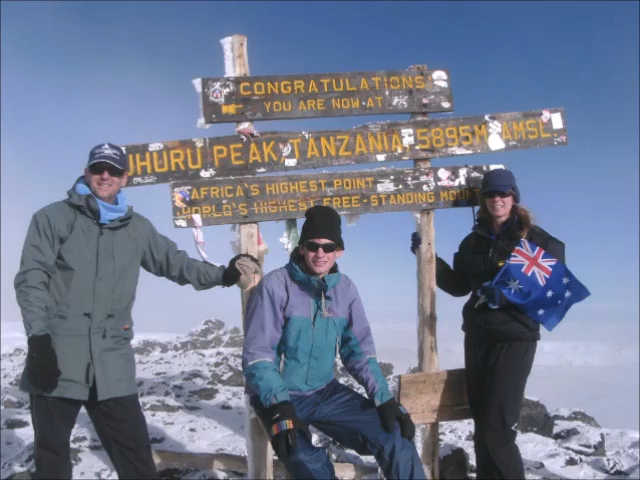 CONGRATULATIONS
YOU ARE NOW AT
UHURU PEAK TANZANIA 5895M AMSL
AFRICA'S HIGHEST POINT
WORLD'S HIGHEST FREE-STANDING